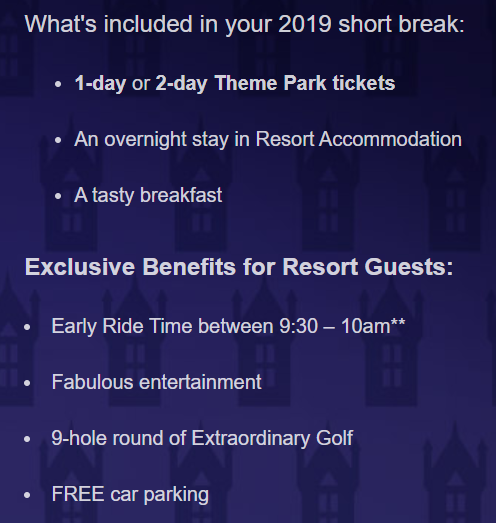 What's included in your 2019 short break:
• 1-day or 2-day Theme Park tickets
• An overnight stay in Resort Accommodation
• A tasty breakfast
Exclusive Benefits for Resort Guests:
• Early Ride Time between 9:30 – 10am**
• Fabulous entertainment
• 9-hole round of Extraordinary Golf
• FREE car parking